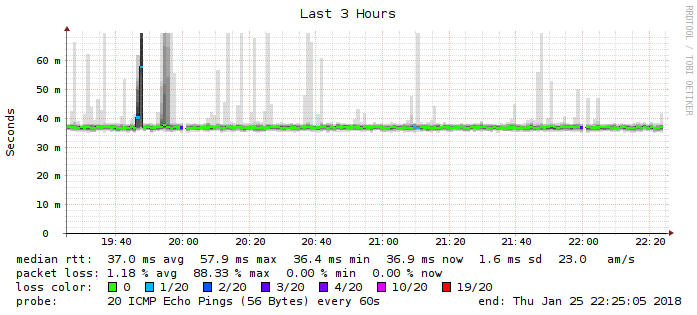 Last 3 Hours
RRDTOOL / TOBI OETIKER
Seconds
60 m
50 m
40 m
30 m
20 m
10 m
0
19:40 20:00 20:20 20:40 21:00 21:20 21:40 22:00 22:20
median rtt: 37.0 ms avg 57.9 ms max 36.4 ms min 36.9 ms now 1.6 ms sd 23.0 am/s
packet loss: 1.18 % avg 88.33 % max 0.00 % min 0.00 % now
loss color: 0 1/20 2/20 3/20 4/20 10/20 19/20
probe: 20 ICMP Echo Pings (56 Bytes) every 60s end: Thu Jan 25 22:25:05 2018